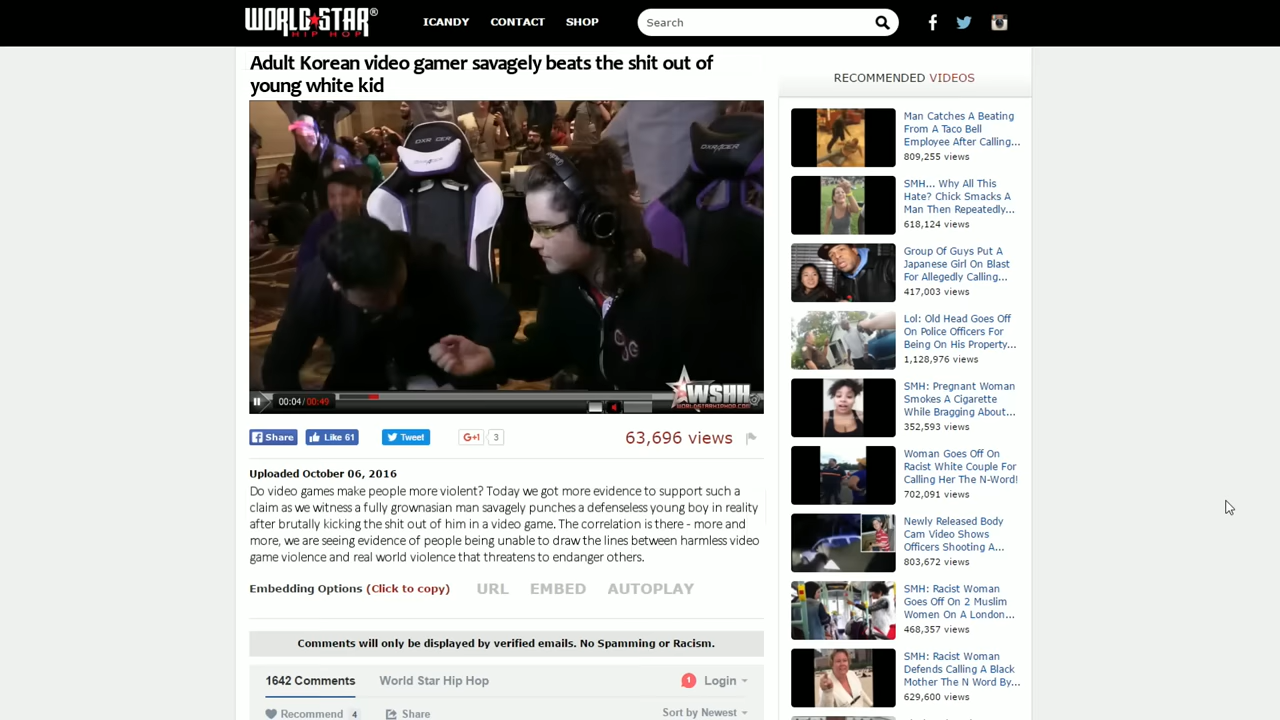 WORLD STAR®
HIP HOP
ICANDY CONTACT SHOP
Search
Adult Korean video gamer savagely beats the shit out of
young white kid
DXRACER
WSHH
WORLDSTARHIPHOP.COM
00:04/00:49
Share
Like 61
Tweet
G+1
3
63,696 views
Uploaded October 06, 2016
Do video games make people more violent? Today we got more evidence to support such a
claim as we witness a fully grownasian man savagely punches a defenseless young boy in reality
after brutally kicking the shit out of him in a video game. The correlation is there - more and
more, we are seeing evidence of people being unable to draw the lines between harmless video
game violence and real world violence that threatens to endanger others.
Embedding Options (Click to copy) URL EMBED AUTOPLAY
Comments will only be displayed by verified emails. No Spamming or Racism.
1642 Comments World Star Hip Hop 1 Login
Recommend 4 Share Sort by Newest
RECOMMENDED VIDEOS
Man Catches A Beating
From A Taco Bell
Employee After Calling...
809,255 views
SMH... Why All This
Hate? Chick Smacks A
Man Then Repeatedly...
618,124 views
Group Of Guys Put A
Japanese Girl On Blast
For Allegedly Calling...
417,003 views
Lol: Old Head Goes Off
On Police Officers For
Being On His Property...
1,128,976 views
SMH: Pregnant Woman
Smokes A Cigarette
While Bragging About...
352,593 views
Woman Goes Off On
Racist White Couple For
Calling Her The N-Word!
702,091 views
Newly Released Body
Cam Video Shows
Officers Shooting A...
803,672 views
SMH: Racist Woman
Goes Off On 2 Muslim
Women On A London...
468,357 views
SMH: Racist Woman
Defends Calling A Black
Mother The N Word By...
629,600 views